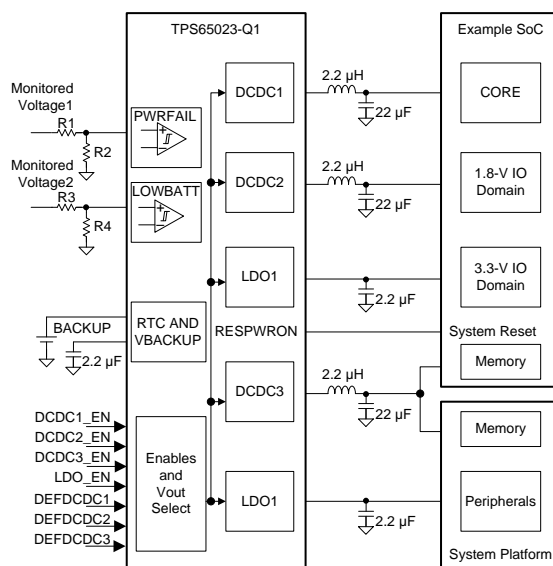 TPS65023-Q1
Example SoC
Monitored
Voltage1
R1
R2
PWRFAIL
DCDC1
2.2 µH
22 µF
CORE
Monitored
Voltage2
R3
R4
LOWBATT
DCDC2
2.2 µH
22 µF
1.8-V IO
Domain
LDO1
2.2 µF
3.3-V IO
Domain
BACKUP
2.2 µF
RTC AND
VBACKUP
RESPWRON
System Reset
DCDC3
2.2 µH
22 µF
Memory
Memory
DCDC1_EN
DCDC2_EN
DCDC3_EN
LDO_EN
DEFDCDC1
DEFDCDC2
DEFDCDC3
Enables
and
Vout
Select
LDO1
2.2 µF
Peripherals
System Platform